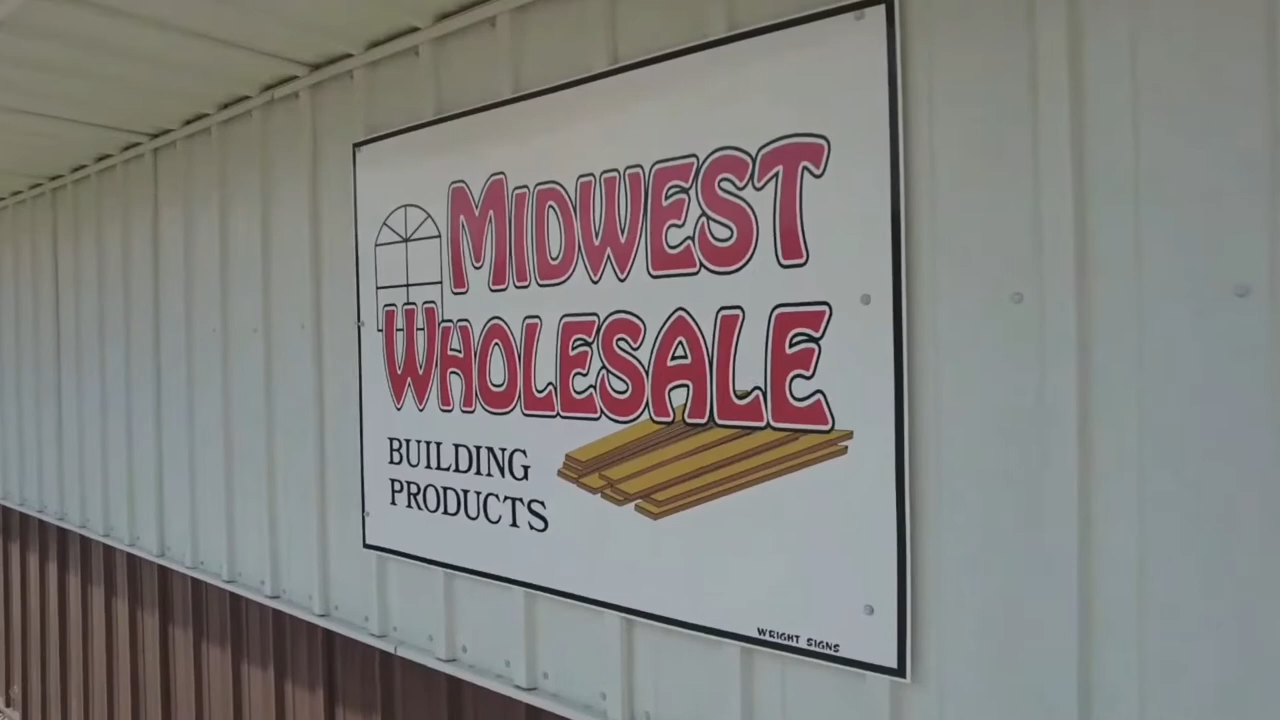 MIDWEST
WHOLESALE
BUILDING
PRODUCTS
WRIGHT SIGNS